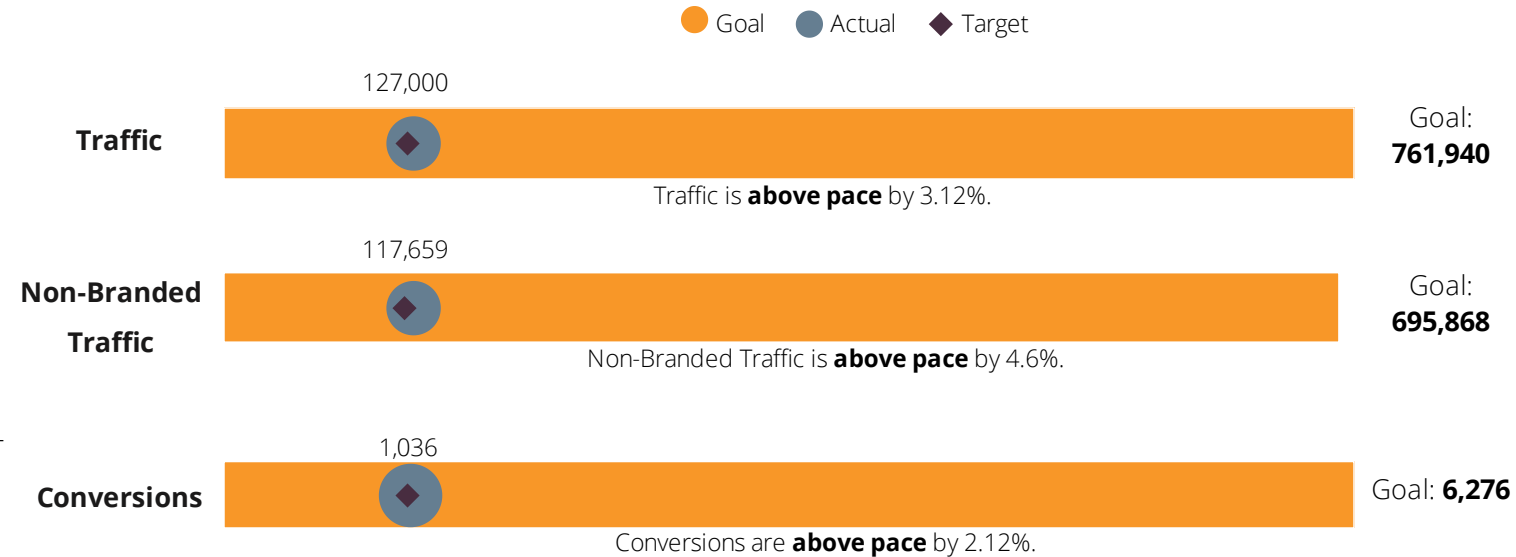 Goal Actual Target
127,000
Traffic
Goal:
761,940
Traffic is above pace by 3.12%.
117,659
Non-Branded
Traffic
Goal:
695,868
Non-Branded Traffic is above pace by 4.6%.
1,036
Conversions
Goal: 6,276
Conversions are above pace by 2.12%.